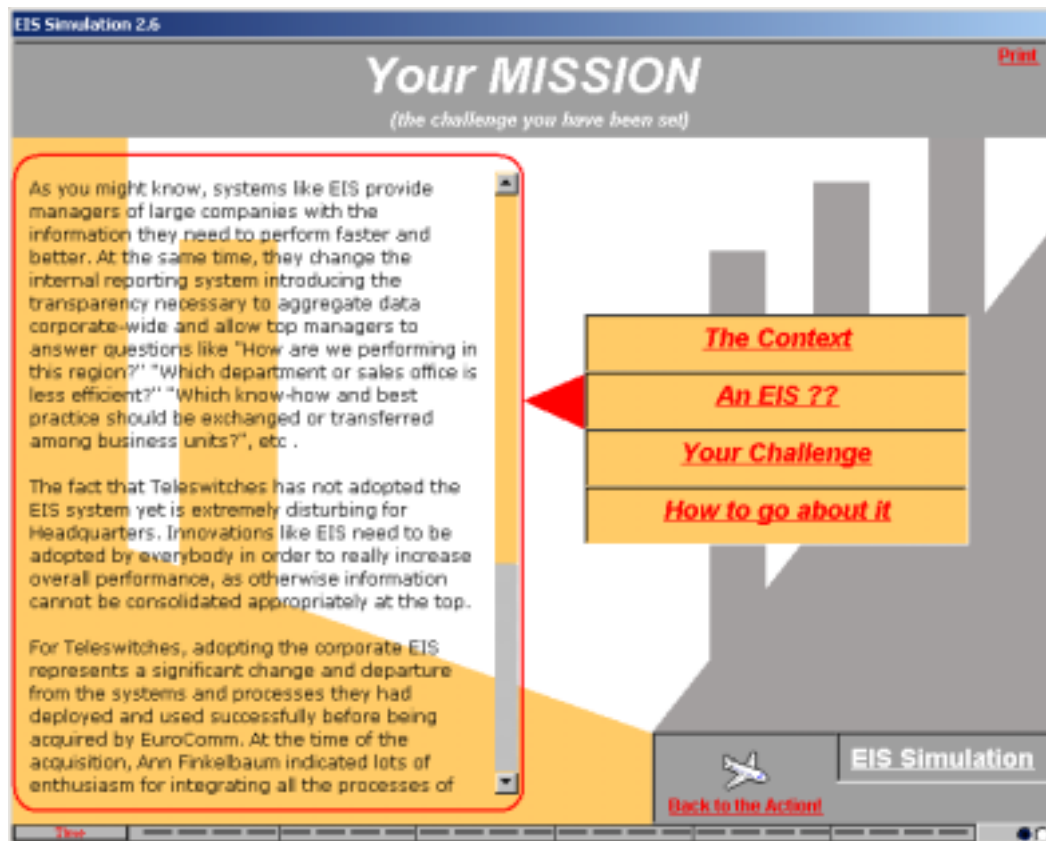 EIS Simulation 2.6
Your MISSION
Print
(the challenge you have been set)
As you might know, systems like EIS provide
managers of large companies with the
information they need to perform faster and
better. At the same time, they change the
internal reporting system introducing the
transparency necessary to aggregate data
corporate-wide and allow top managers to
answer questions like "How are we performing in
this region?" "Which department or sales office is
less efficient?" "Which know-how and best
practice should be exchanged or transferred
among business units?", etc .
The fact that Teleswitches has not adopted the
EIS system yet is extremely disturbing for
Headquarters. Innovations like EIS need to be
adopted by everybody in order to really increase
overall performance, as otherwise information
cannot be consolidated appropriately at the top.
For Teleswitches, adopting the corporate EIS
represents a significant change and departure
from the systems and processes they had
deployed and used successfully before being
acquired by EuroComm. At the time of the
acquisition, Ann Finkelbaum indicated lots of
enthusiasm for integrating all the processes of
The Context
An EIS ??
Your Challenge
How to go about it
Back to the Action!
EIS Simulation
Time